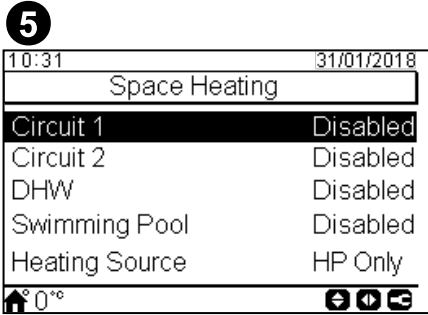 5
10:31 31/01/2018
Space Heating
Circuit 1 Disabled
Circuit 2 Disabled
DHW Disabled
Swimming Pool Disabled
Heating Source HP Only
0°c